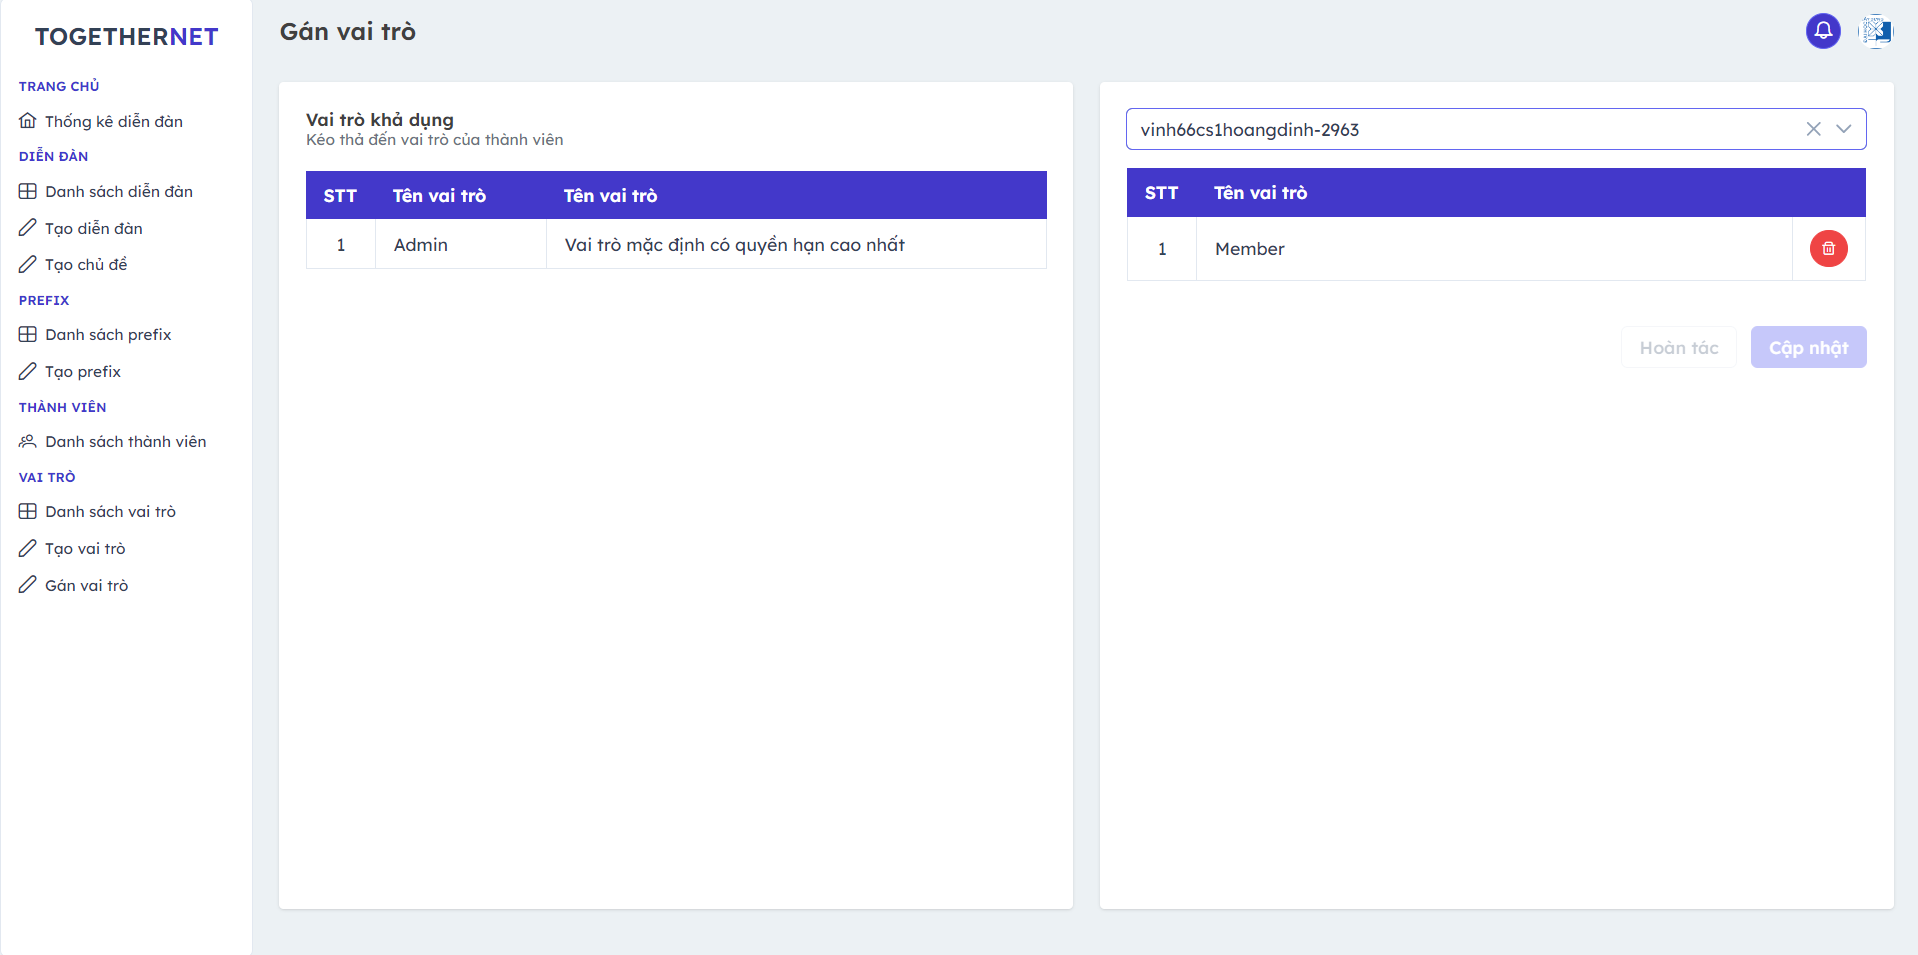 TOGETHERNET
TRANG CHỦ
Thống kê diễn đàn
DIỄN ĐÀN
Danh sách diễn đàn
Tạo diễn đàn
Tạo chủ đề
PREFIX
Danh sách prefix
Tạo prefix
THÀNH VIÊN
Danh sách thành viên
VAI TRÒ
Danh sách vai trò
Tạo vai trò
Gán vai trò
Gán vai trò
Vai trò khả dụng
Kéo thả đến vai trò của thành viên
STT Tên vai trò Tên vai trò
1 Admin Vai trò mặc định có quyền hạn cao nhất
vinh66cs1hoangdinh-2963
STT Tên vai trò
1 Member
Hoàn tác Cập nhật